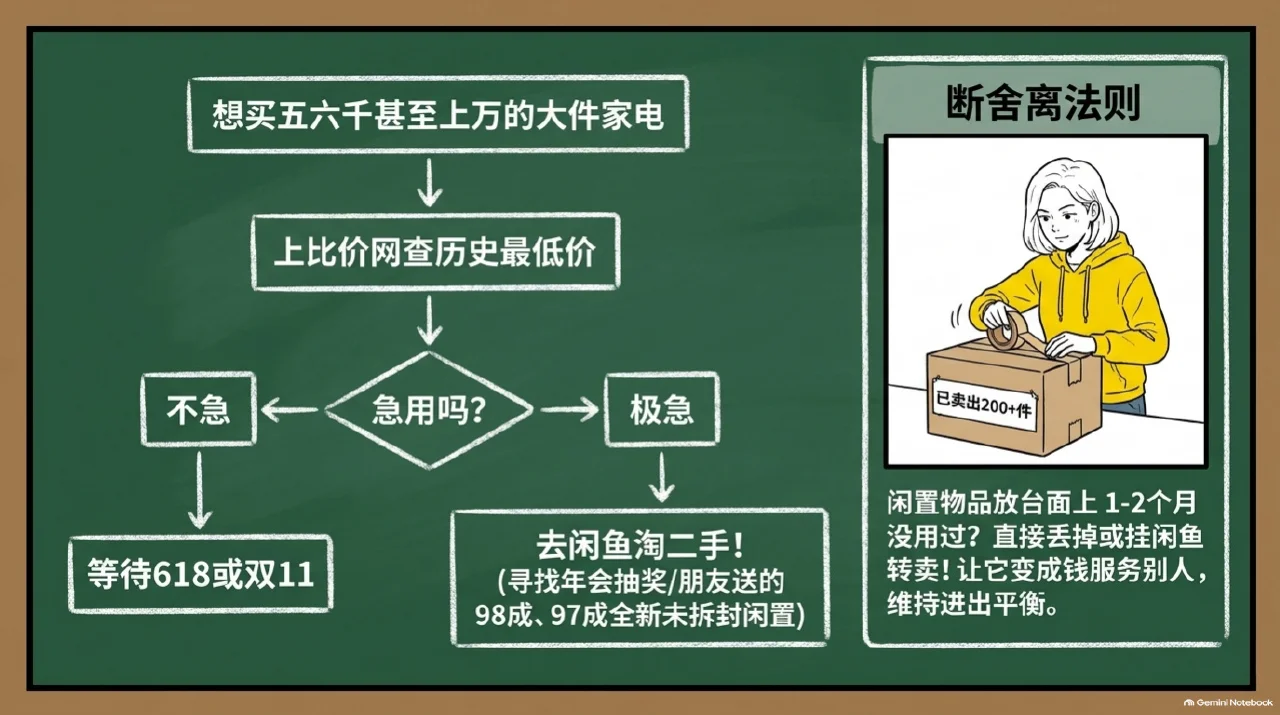 想买五六千甚至上万的大件家电
上比价网查历史最低价
急用吗？
不急
极急
等待618或双11
去闲鱼淘二手！
(寻找年会抽奖/朋友送的
98成、97成全新未拆封闲置)
断舍离法则
已卖出200+件
闲置物品放台面上 1-2个月
没用过？直接丢掉或挂闲鱼
转卖！让它变成钱服务别人，
维持进出平衡。
Gemini Notebook